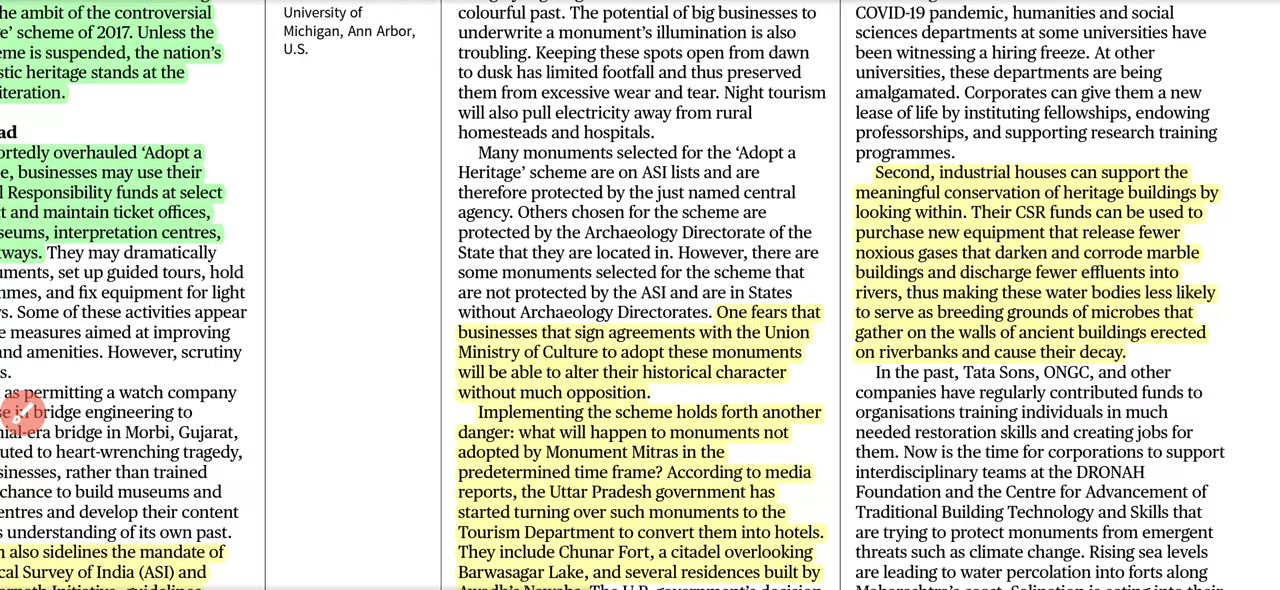 he ambit of the controversial
e’ scheme of 2017. Unless the
eme is suspended, the nation’s
stic heritage stands at the
iteration.
ad
ortedly overhauled ‘Adopt a
e, businesses may use their
l Responsibility funds at select
ct and maintain ticket offices,
seums, interpretation centres,
kways. They may dramatically
uments, set up guided tours, hold
mmes, and fix equipment for light
s. Some of these activities appear
e measures aimed at improving
and amenities. However, scrutiny
s.
as permitting a watch company
se in bridge engineering to
nial-era bridge in Morbi, Gujarat,
uted to heart-wrenching tragedy,
sinesses, rather than trained
chance to build museums and
entres and develop their content
s understanding of its own past.
n also sidelines the mandate of
cal Survey of India (ASI) and
University of
Michigan, Ann Arbor,
U.S.
colourful past. The potential of big businesses to
underwrite a monument’s illumination is also
troubling. Keeping these spots open from dawn
to dusk has limited footfall and thus preserved
them from excessive wear and tear. Night tourism
will also pull electricity away from rural
homesteads and hospitals.
Many monuments selected for the ‘Adopt a
Heritage’ scheme are on ASI lists and are
therefore protected by the just named central
agency. Others chosen for the scheme are
protected by the Archaeology Directorate of the
State that they are located in. However, there are
some monuments selected for the scheme that
are not protected by the ASI and are in States
without Archaeology Directorates. One fears that
businesses that sign agreements with the Union
Ministry of Culture to adopt these monuments
will be able to alter their historical character
without much opposition.
Implementing the scheme holds forth another
danger: what will happen to monuments not
adopted by Monument Mitras in the
predetermined time frame? According to media
reports, the Uttar Pradesh government has
started turning over such monuments to the
Tourism Department to convert them into hotels.
They include Chunar Fort, a citadel overlooking
Barwasagar Lake, and several residences built by
COVID-19 pandemic, humanities and social
sciences departments at some universities have
been witnessing a hiring freeze. At other
universities, these departments are being
amalgamated. Corporates can give them a new
lease of life by instituting fellowships, endowing
professorships, and supporting research training
programmes.
Second, industrial houses can support the
meaningful conservation of heritage buildings by
looking within. Their CSR funds can be used to
purchase new equipment that release fewer
noxious gases that darken and corrode marble
buildings and discharge fewer effluents into
rivers, thus making these water bodies less likely
to serve as breeding grounds of microbes that
gather on the walls of ancient buildings erected
on riverbanks and cause their decay.
In the past, Tata Sons, ONGC, and other
companies have regularly contributed funds to
organisations training individuals in much
needed restoration skills and creating jobs for
them. Now is the time for corporations to support
interdisciplinary teams at the DRONAH
Foundation and the Centre for Advancement of
Traditional Building Technology and Skills that
are trying to protect monuments from emergent
threats such as climate change. Rising sea levels
are leading to water percolation into forts along